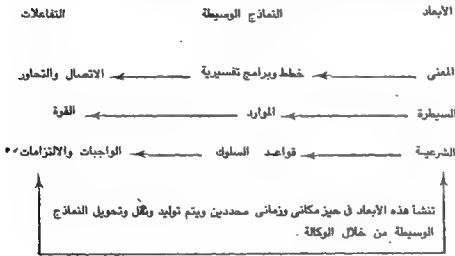 الأبعاد النماذج الوسيطة التفاعلات
المعنى خطط وبرامج تفسيرية الاتصال والتحاور
السيطرة الموارد القوة
الشرعية قواعد السلوك الواجبات والالتزامات
تنشأ هذه الأبعاد فى حيز مكانى وزمانى محددين ويتم توليد ونقل وتحويل النماذج
الوسيطة من خلال الوكالة .